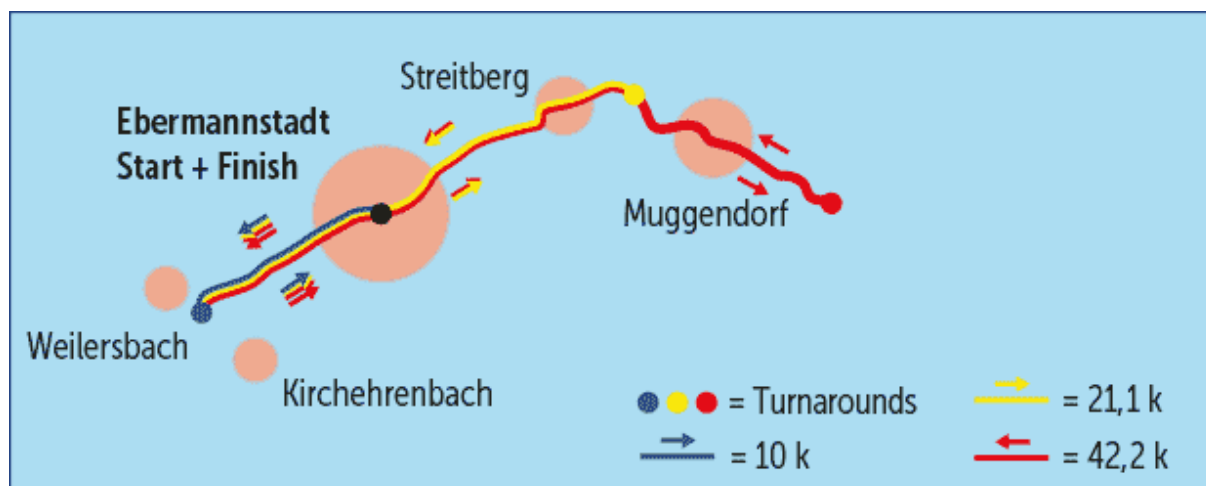 Streitberg
Ebermannstadt
Start + Finish
Muggendorf
Weilersbach
Kirchehrenbach
= Turnarounds
= 21,1 k
= 10 k
= 42,2 k